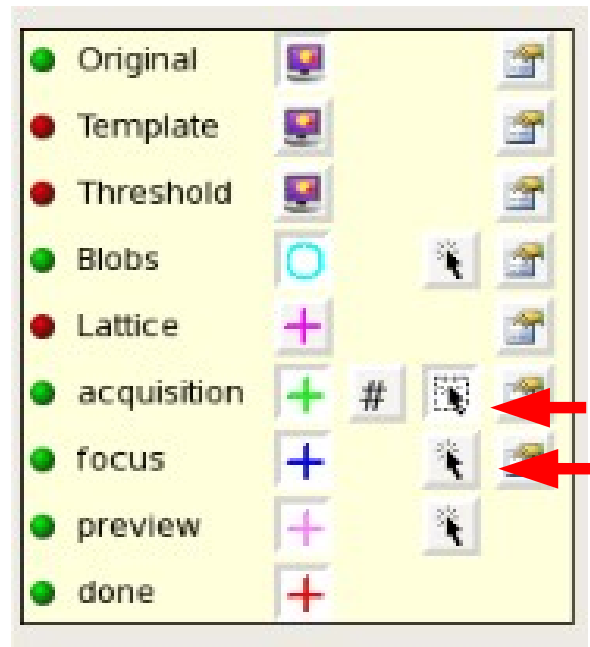 Original
Template
Threshold
Blobs
Lattice
acquisition #
focus
preview
done